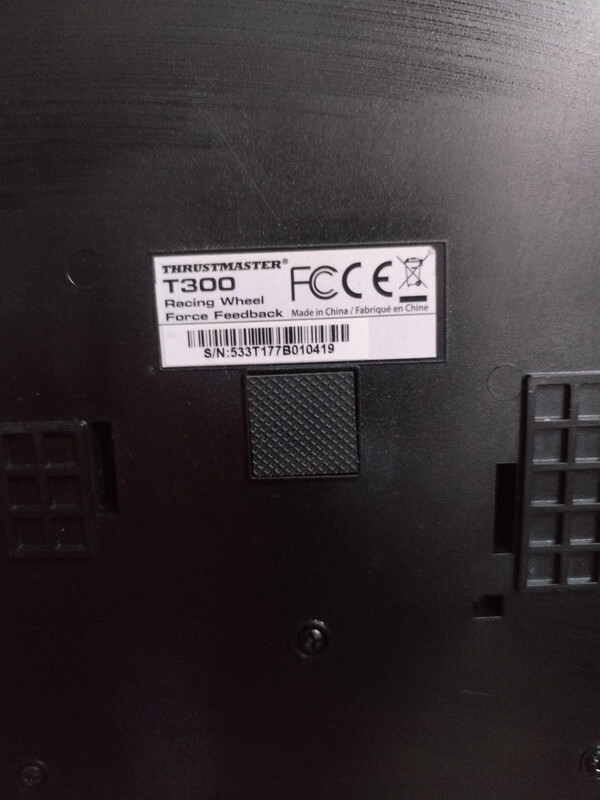 THRUSTMASTER®
T300
Racing Wheel
Force Feedback
FC CE
Made in China / Fabriqué en Chine
S/N:533T177B010419